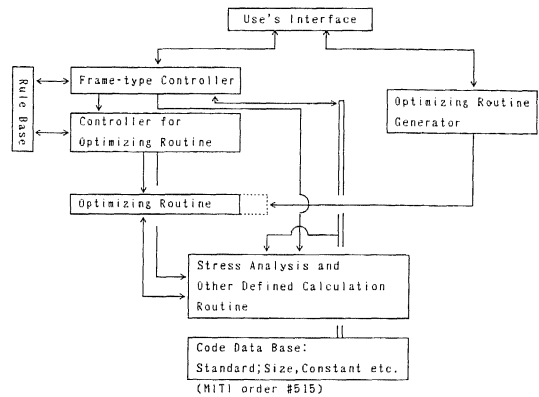 Use's Interface
Rule Base
Frame-type Controller
Controller for
Optimizing Routine
Optimizing Routine
Generator
Optimizing Routine
Stress Analysis and
Other Defined Calculation
Routine
Code Data Base:
Standard;Size,Constant etc.
(MITI order #515)